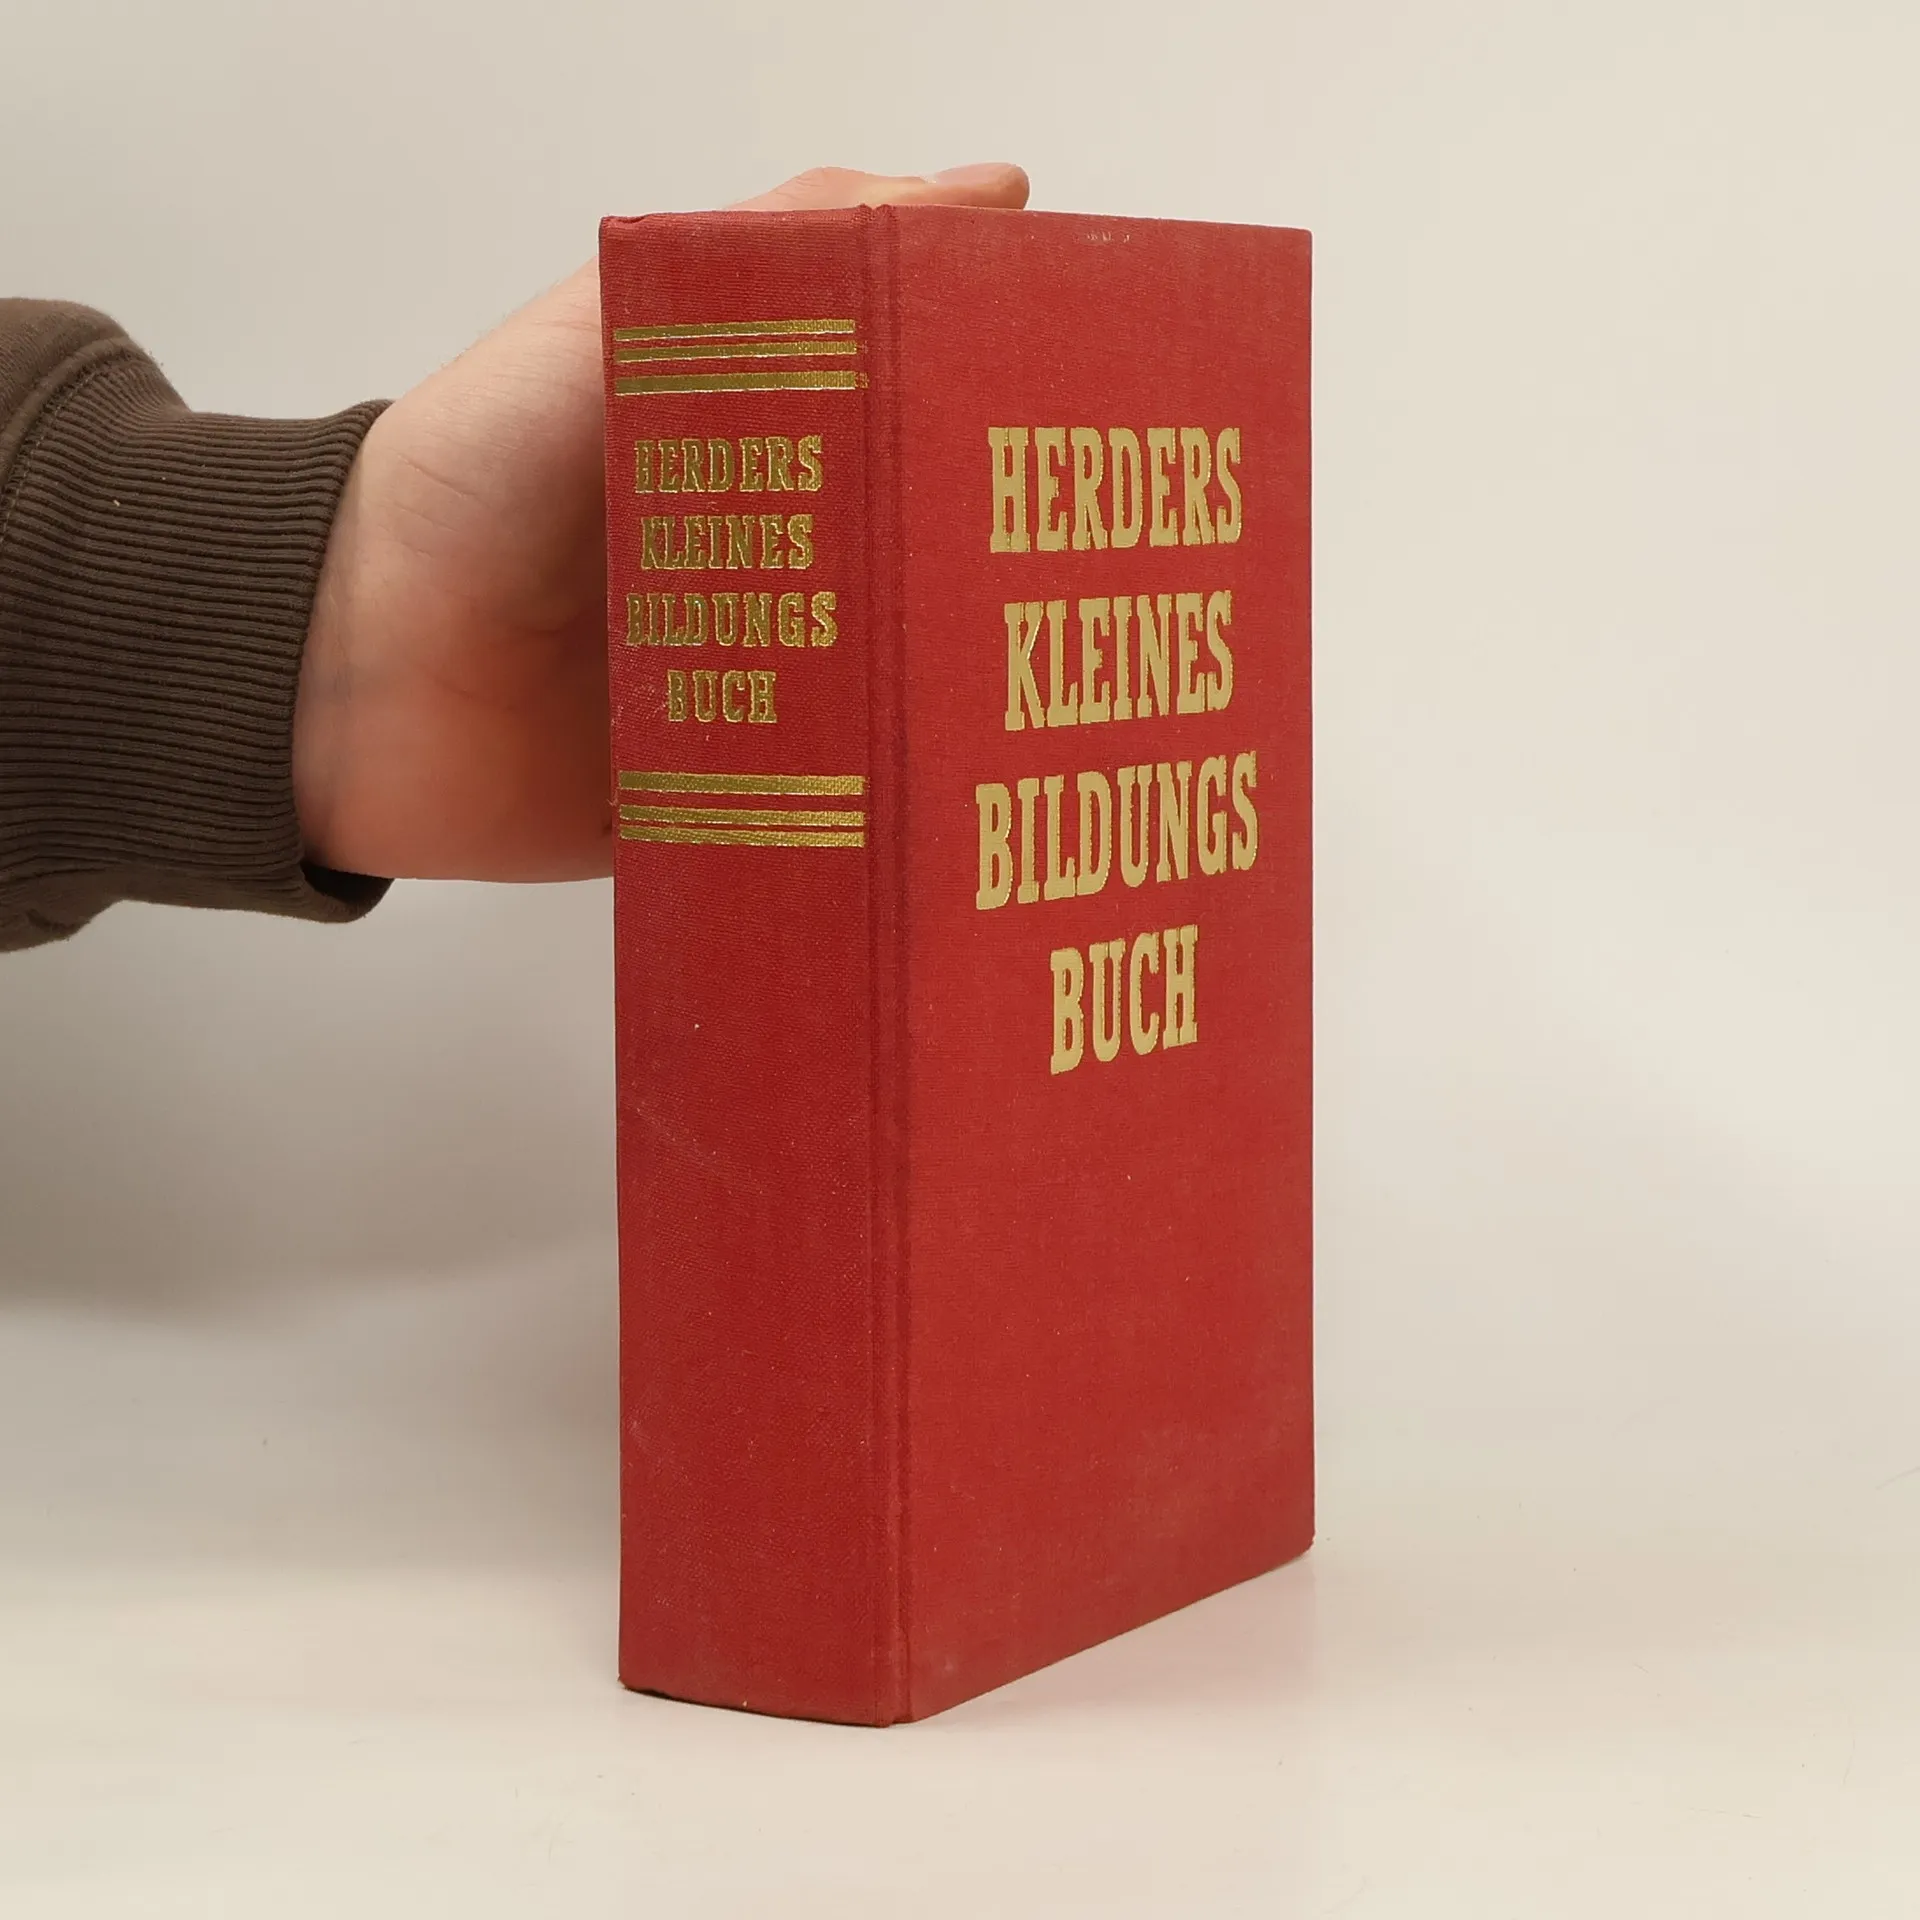 HERDERS
KLEINES
BILDUNGS
BUCH
HERDERS
KLEINES
BILDUNGS
BUCH